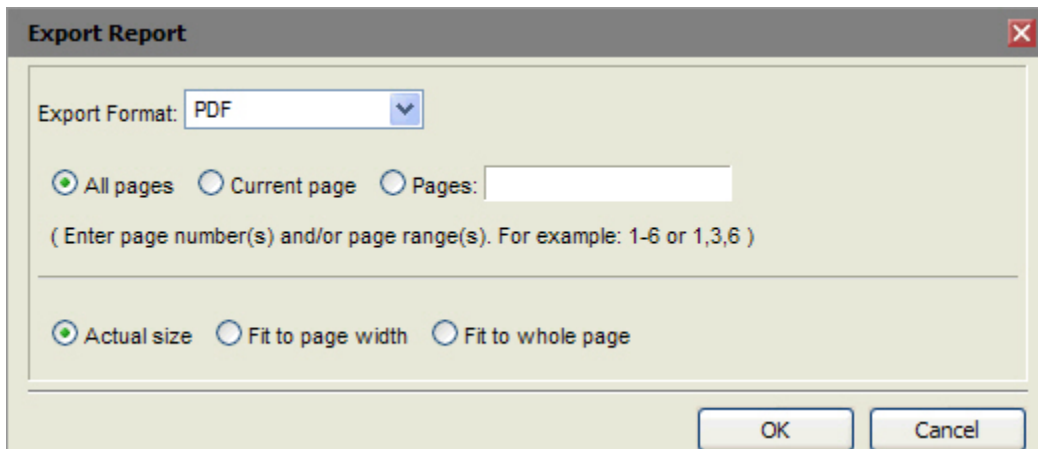 Export Report
Export Format: PDF
All pages Current page Pages:
( Enter page number(s) and/or page range(s). For example: 1-6 or 1,3,6 )
Actual size Fit to page width Fit to whole page
OK Cancel